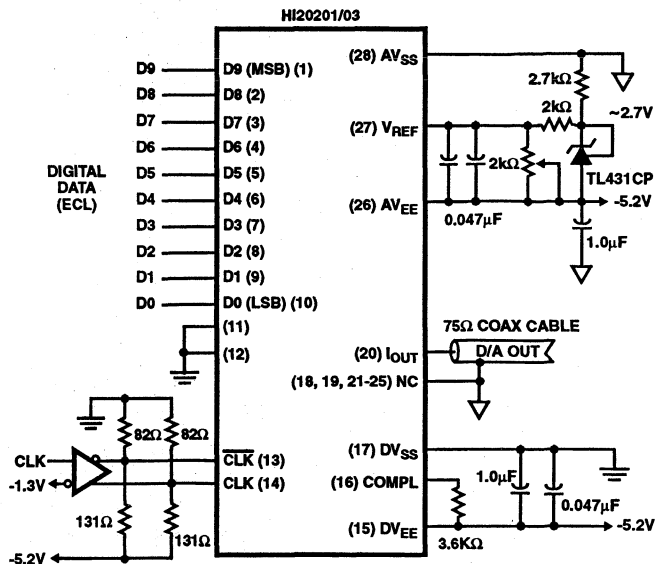 HI20201/03
D9 D9 (MSB) (1)
D8 D8 (2)
D7 D7 (3)
D6 D6 (4)
D5 D5 (5)
D4 D4 (6)
D3 D3 (7)
D2 D2 (8)
D1 D1 (9)
D0 D0 (LSB) (10)
(11)
(12)
DIGITAL
DATA
(ECL)
82Ω 82Ω
CLK
-1.3V
CLK (13)
CLK (14)
131Ω
131Ω
-5.2V
(28) AVSS
2.7kΩ
2kΩ
~2.7V
(27) VREF
2kΩ
TL431CP
(26) AVEE
-5.2V
0.047μF
1.0μF
75Ω COAX CABLE
(20) IOUT
D/A OUT
(18, 19, 21-25) NC
(17) DVSS
(16) COMPL
1.0μF
0.047μF
(15) DVEE
-5.2V
3.6KΩ